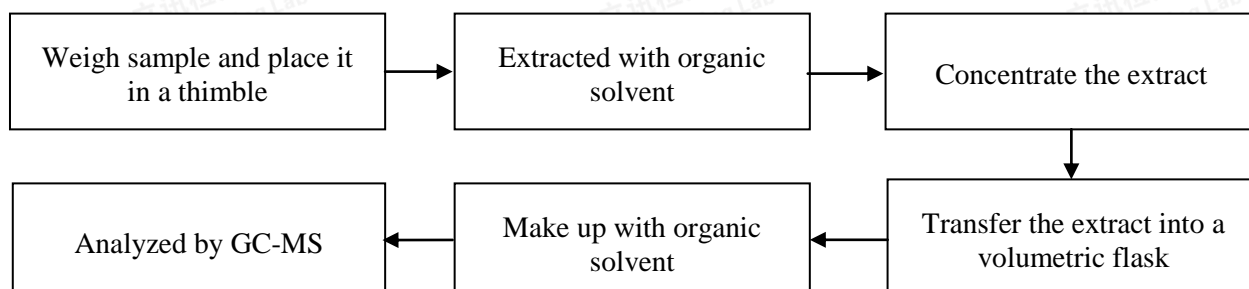 Weigh sample and place it
in a thimble
Extracted with organic
solvent
Concentrate the extract
Transfer the extract into a
volumetric flask
Make up with organic
solvent
Analyzed by GC-MS